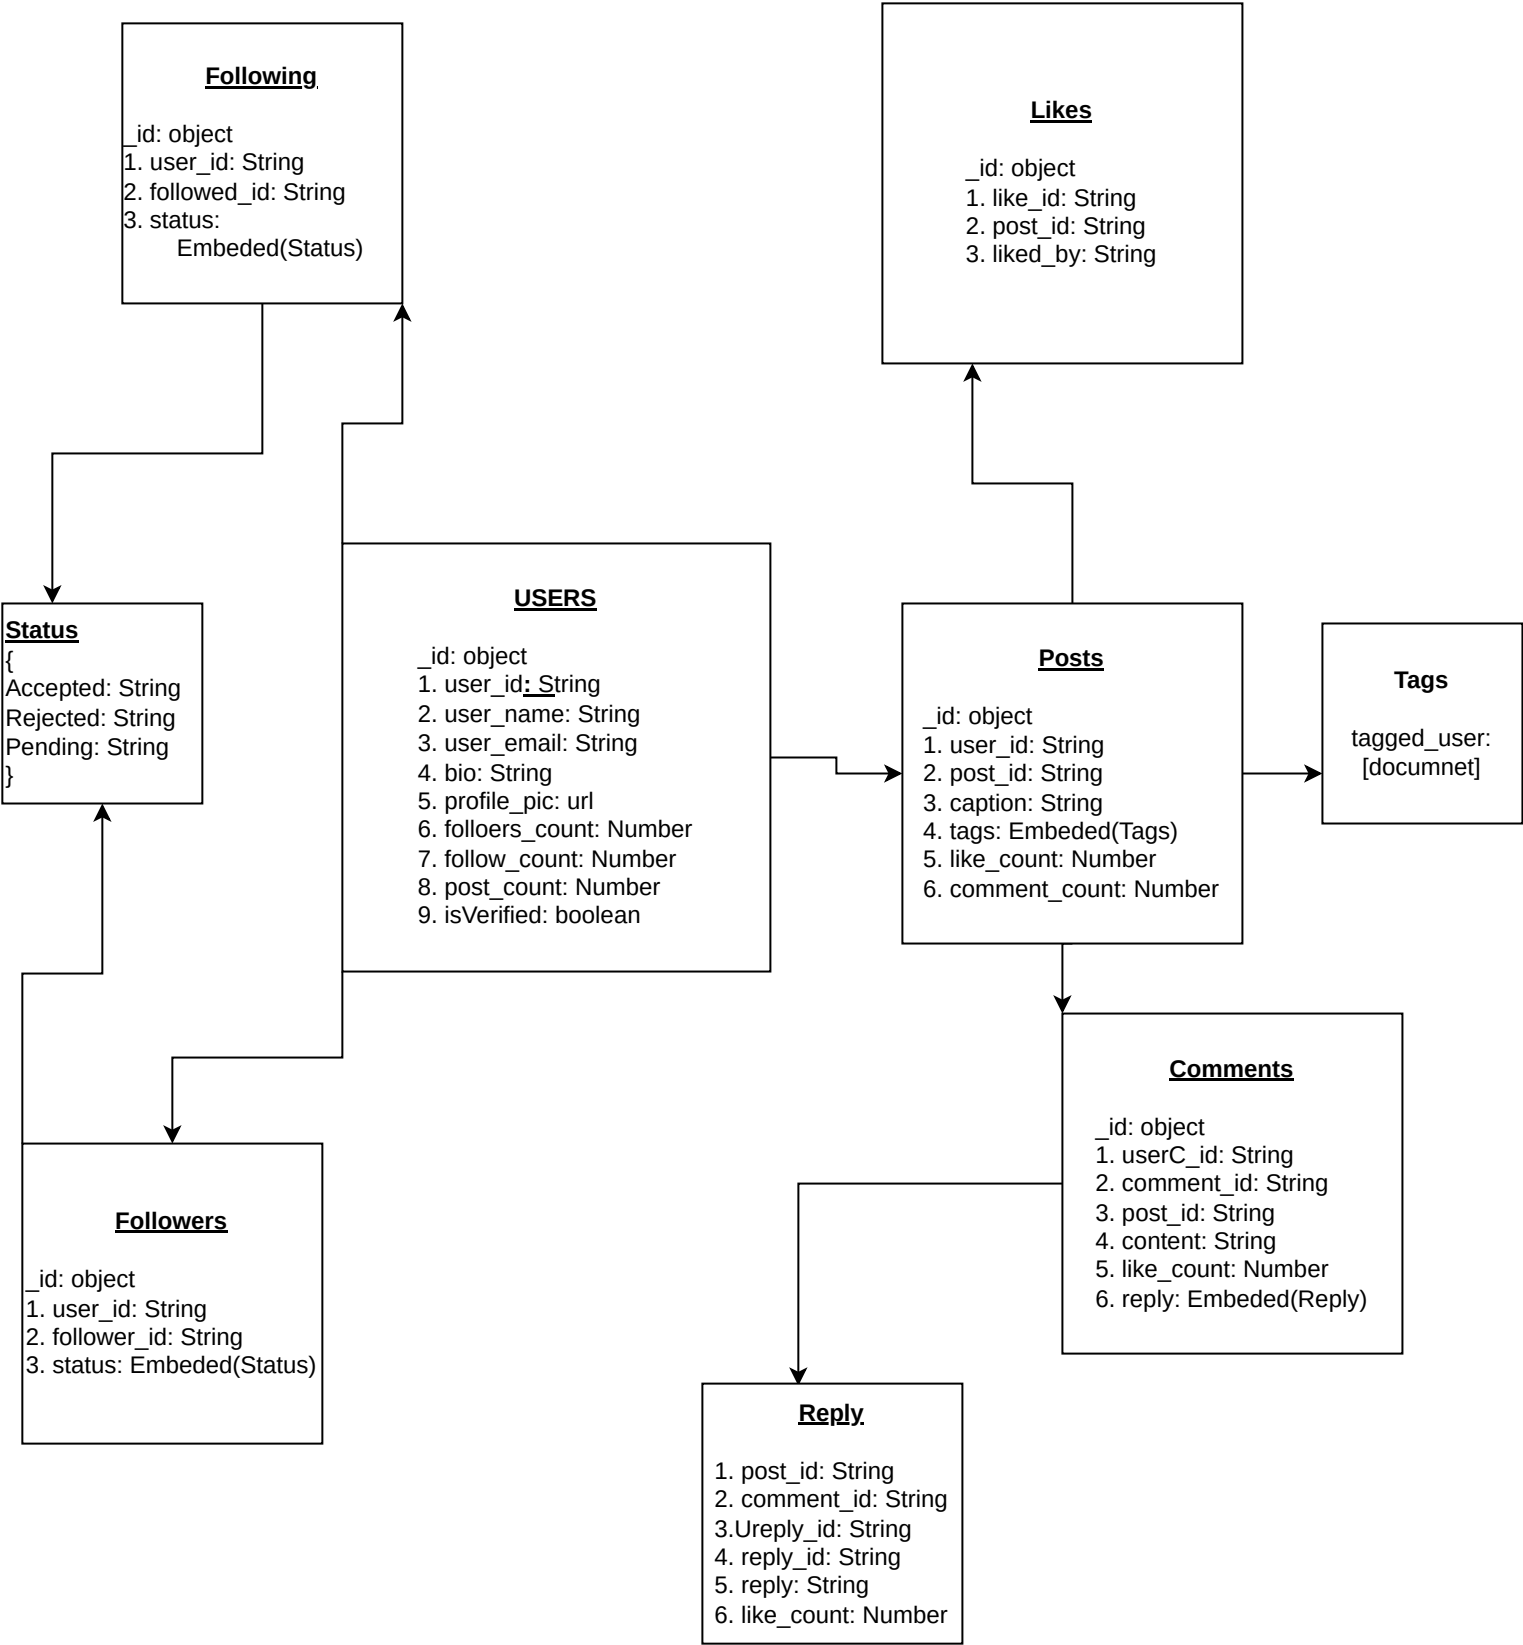 Following
_id: object
1. user_id: String
2. followed_id: String
3. status:
Embeded(Status)
Likes
_id: object
1. like_id: String
2. post_id: String
3. liked_by: String
Status
{
Accepted: String
Rejected: String
Pending: String
}
USERS
_id: object
1. user_id: String
2. user_name: String
3. user_email: String
4. bio: String
5. profile_pic: url
6. folloers_count: Number
7. follow_count: Number
8. post_count: Number
9. isVerified: boolean
Posts
_id: object
1. user_id: String
2. post_id: String
3. caption: String
4. tags: Embeded(Tags)
5. like_count: Number
6. comment_count: Number
Tags
tagged_user:
[documnet]
Followers
_id: object
1. user_id: String
2. follower_id: String
3. status: Embeded(Status)
Comments
_id: object
1. userC_id: String
2. comment_id: String
3. post_id: String
4. content: String
5. like_count: Number
6. reply: Embeded(Reply)
Reply
1. post_id: String
2. comment_id: String
3.Ureply_id: String
4. reply_id: String
5. reply: String
6. like_count: Number